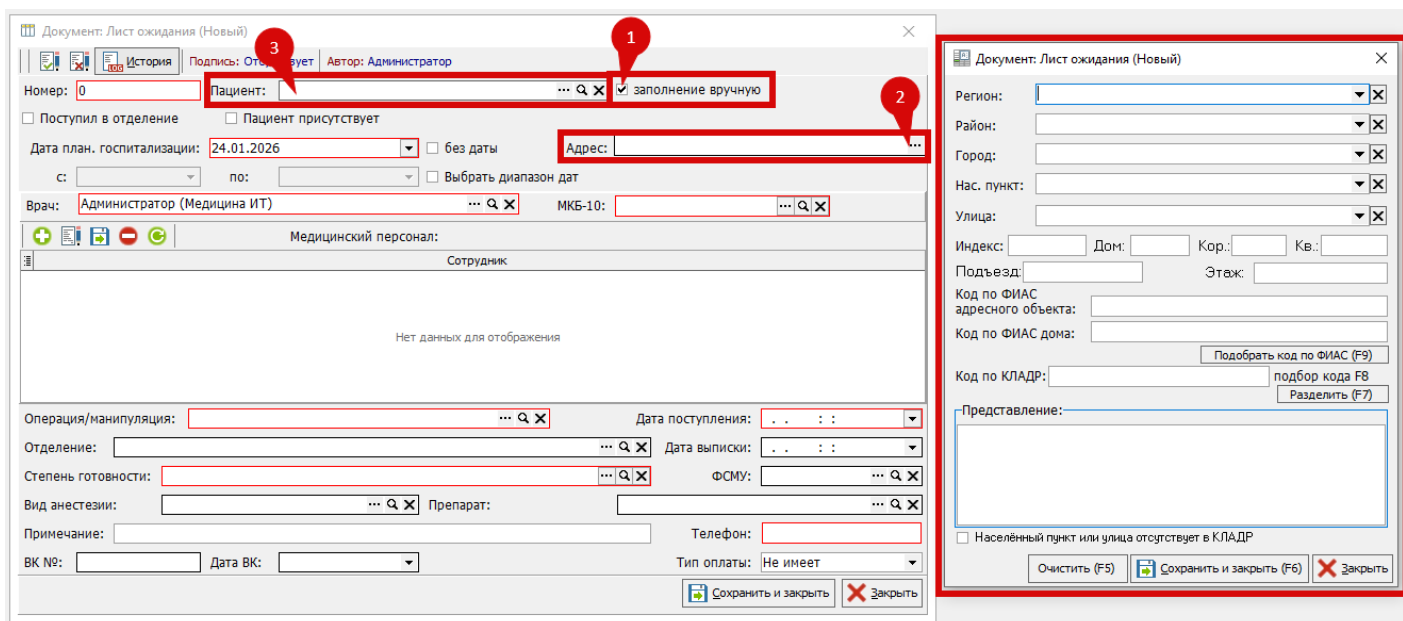 Документ: Лист ожидания (Новый)
3
1
2
LOG История Подпись: Отсутствует Автор: Администратор
Номер: 0 Пациент: заполнение вручную
Поступил в отделение Пациент присутствует
Дата план. госпитализации: 24.01.2026 без даты Адрес:
с: по: Выбрать диапазон дат
Врач: Администратор (Медицина ИТ) МКБ-10:
Медицинский персонал:
Сотрудник
Нет данных для отображения
Операция/манипуляция: Дата поступления: . . : :
Отделение: Дата выписки: . . : :
Степень готовности: ФСМУ:
Вид анестезии: Препарат:
Примечание: Телефон:
ВК №: Дата ВК: Тип оплаты: Не имеет
Сохранить и закрыть Закрыть
Документ: Лист ожидания (Новый)
Регион:
Район:
Город:
Нас. пункт:
Улица:
Индекс: Дом: Кор.: Кв.:
Подъезд: Этаж:
Код по ФИАС
адресного объекта:
Код по ФИАС дома:
Подобрать код по ФИАС (F9)
Код по КЛАДР: подбор кода F8
Разделить (F7)
Представление:
Населённый пункт или улица отсутствует в КЛАДР
Очистить (F5) Сохранить и закрыть (F6) Закрыть